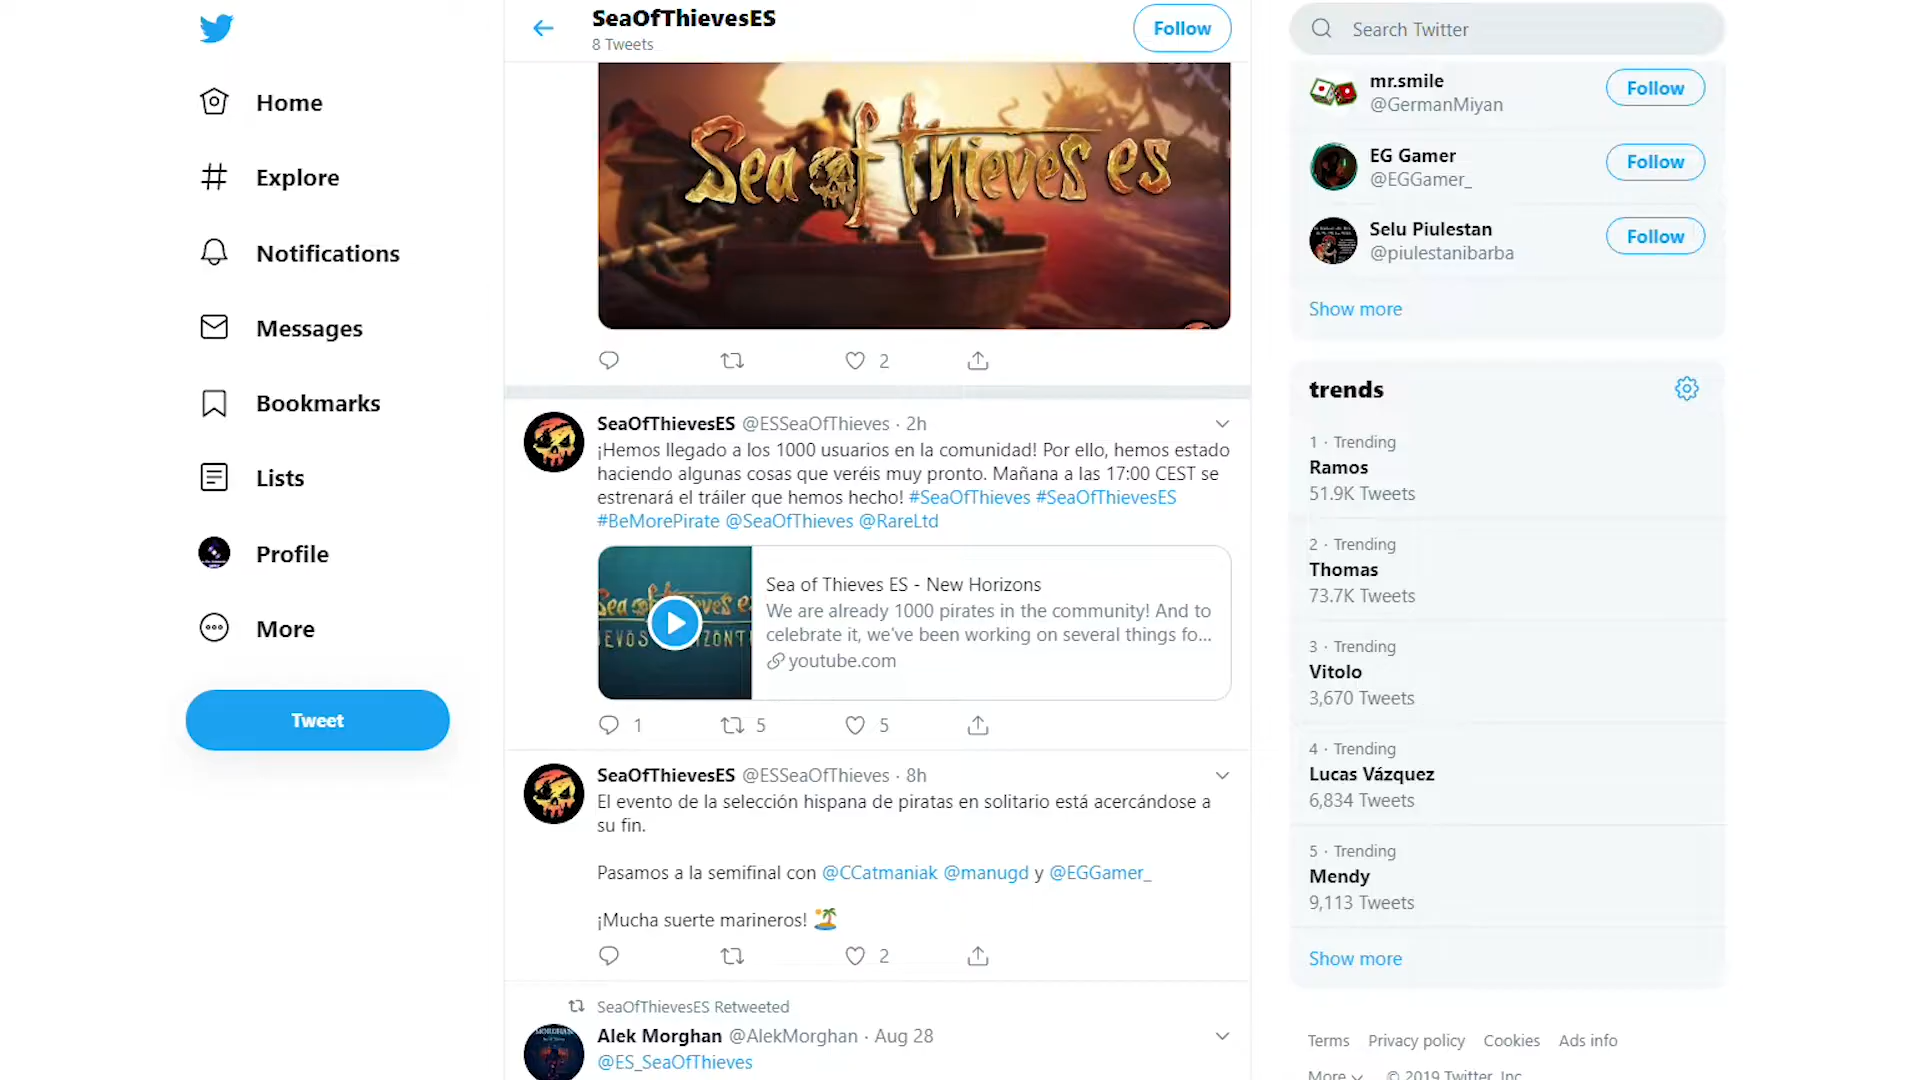 Home
Explore
Notifications
Messages
Bookmarks
Lists
Profile
More
Tweet
SeaOfThievesES
8 Tweets
Follow
Sea of Thieves es
2
SeaOfThievesES @ESSeaOfThieves · 2h
¡Hemos llegado a los 1000 usuarios en la comunidad! Por ello, hemos estado
haciendo algunas cosas que veréis muy pronto. Mañana a las 17:00 CEST se
estrenará el tráiler que hemos hecho! #SeaOfThieves #SeaOfThievesES
#BeMorePirate @SeaOfThieves @RareLtd
Sea of Thieves ES - New Horizons
We are already 1000 pirates in the community! And to
celebrate it, we've been working on several things fo...
youtube.com
1 5 5
SeaOfThievesES @ESSeaOfThieves · 8h
El evento de la selección hispana de piratas en solitario está acercándose a
su fin.
Pasamos a la semifinal con @CCatmaniak @manugd y @EGGamer_
¡Mucha suerte marineros!
2
SeaOfThievesES Retweeted
Alek Morghan @AlekMorghan · Aug 28
@ES_SeaOfThieves
Search Twitter
mr.smile
@GermanMiyan
Follow
EG Gamer
@EGGamer_
Follow
Selu Piulestan
@piulestanibarba
Follow
Show more
trends
1 · Trending
Ramos
51.9K Tweets
2 · Trending
Thomas
73.7K Tweets
3 · Trending
Vitolo
3,670 Tweets
4 · Trending
Lucas Vázquez
6,834 Tweets
5 · Trending
Mendy
9,113 Tweets
Show more
Terms Privacy policy Cookies Ads info
More © 2019 Twitter, Inc.